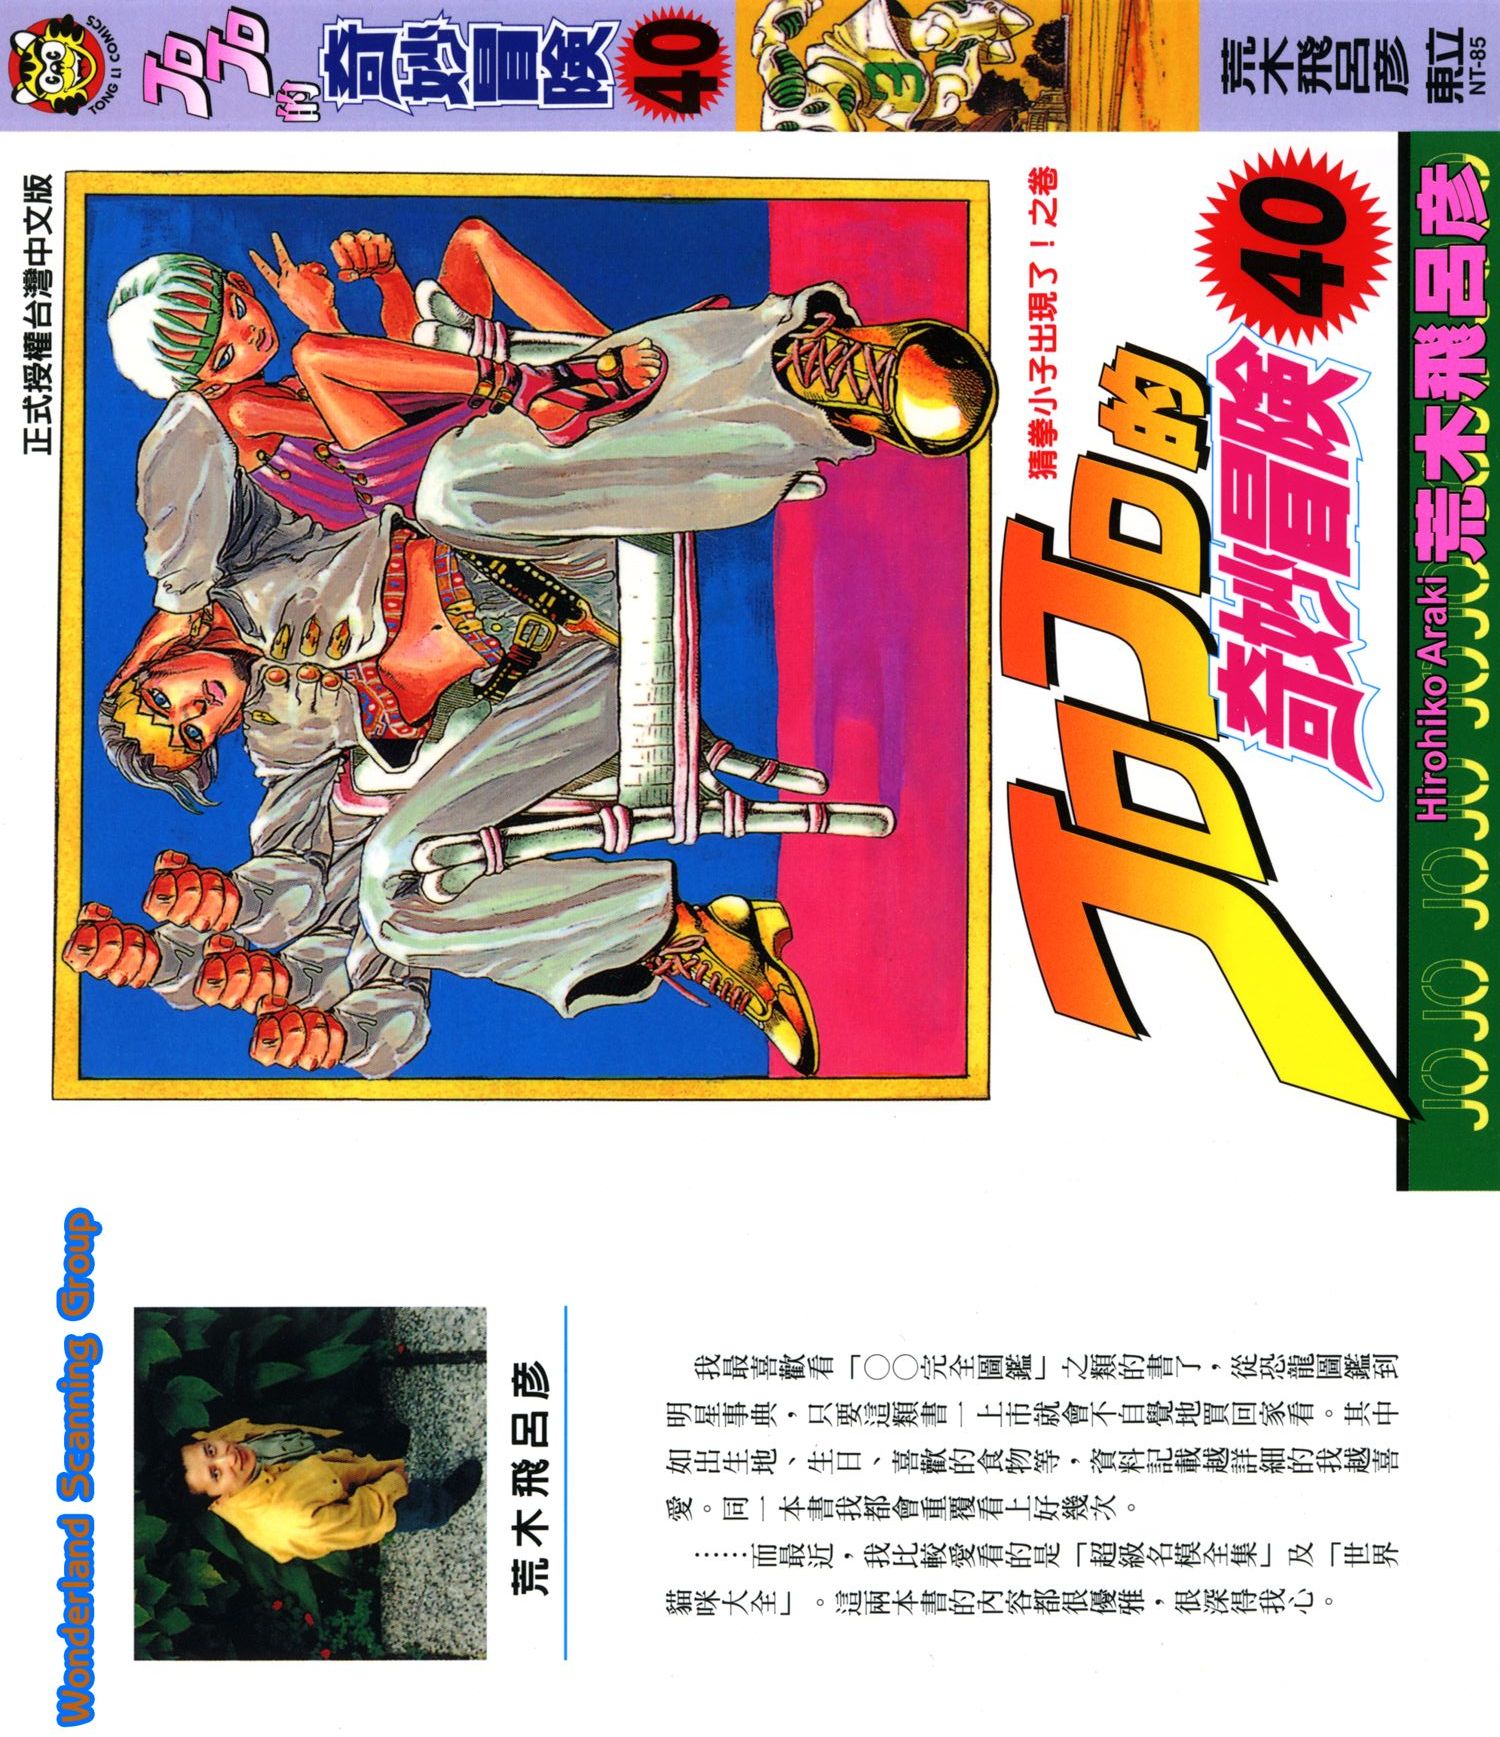 TONG LI COMICS
JOJO的
奇妙冒險
40
荒木飛呂彥
東立
NT-85
正式授權台灣中文版
猜拳小子出現了！之卷
JOJO的
奇妙冒險
40
Hirohiko Araki 荒木飛呂彥
JOJO JOJO JOJO
Wonderland Scanning Group
荒木飛呂彥
我最喜歡看「○○完全圖鑑」之類的書了，從恐龍圖鑑到
明星事典，只要這類書一上市就會不自覺地買回家看。其中
如出生地、生日、喜歡的食物等，資料記載越詳細的我越喜
愛。同一本書我都會重覆看上好幾次。
……而最近，我比較愛看的是「超級名模全集」及「世界
貓咪大全」。這兩本書的內容都很優雅，很深得我心。